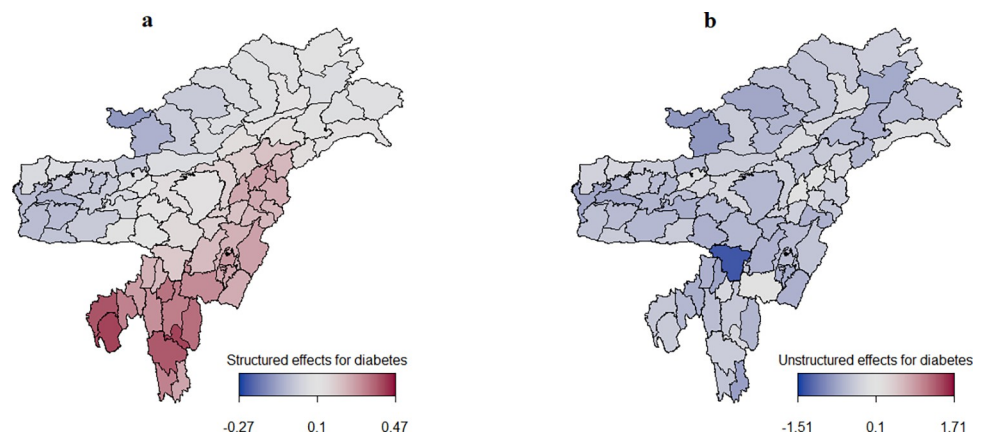 a
b
Structured effects for diabetes
-0.27 0.1 0.47
Unstructured effects for diabetes
-1.51 0.1 1.71